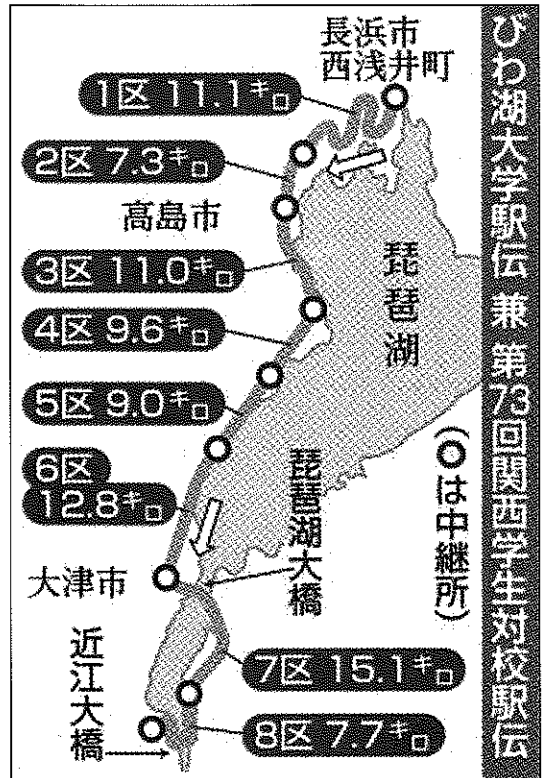 びわ湖大学駅伝 兼 第73回関西学生対校駅伝
(○は中継所)
長浜市
西浅井町
1区 11.1キロ
2区 7.3キロ
高島市
3区 11.0キロ
琵琶湖
4区 9.6キロ
5区 9.0キロ
6区
12.8キロ
琵琶湖大橋
大津市
近江大橋
7区 15.1キロ
8区 7.7キロ